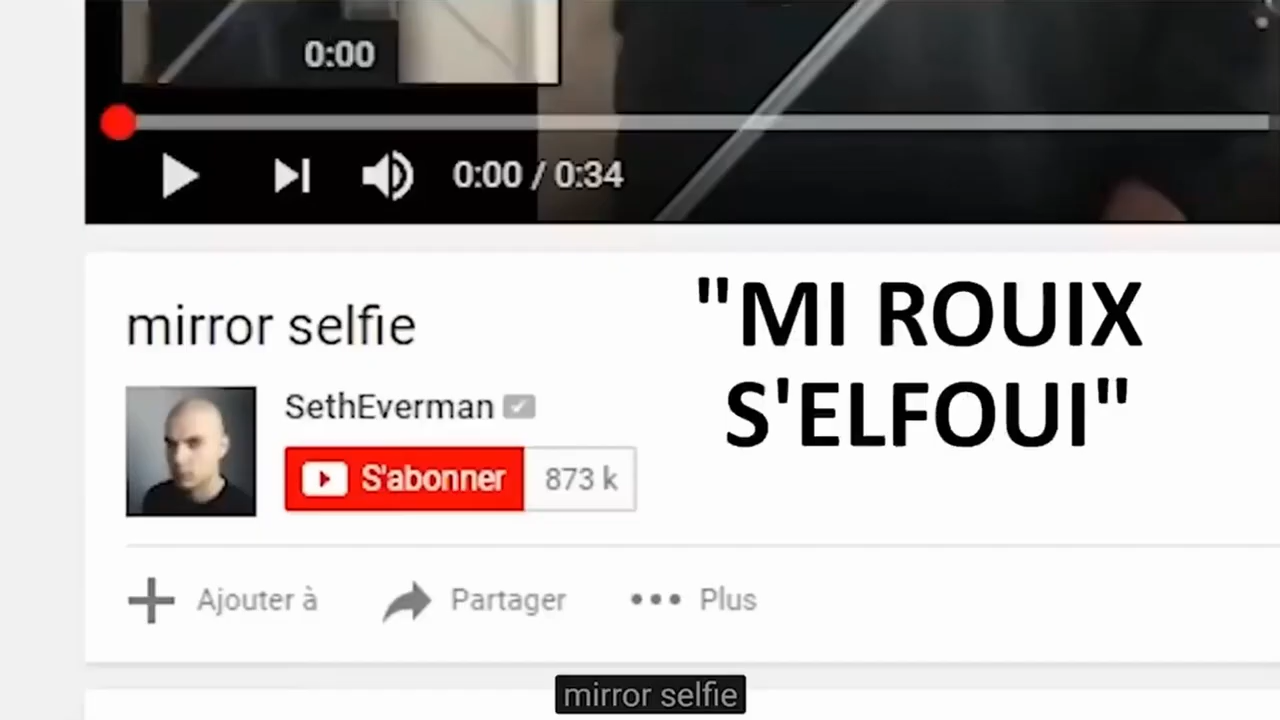 0:00
0:00 / 0:34
mirror selfie
"MI ROUIX
S'ELFOUI"
SethEverman
S'abonner 873 k
Ajouter à Partager Plus
mirror selfie